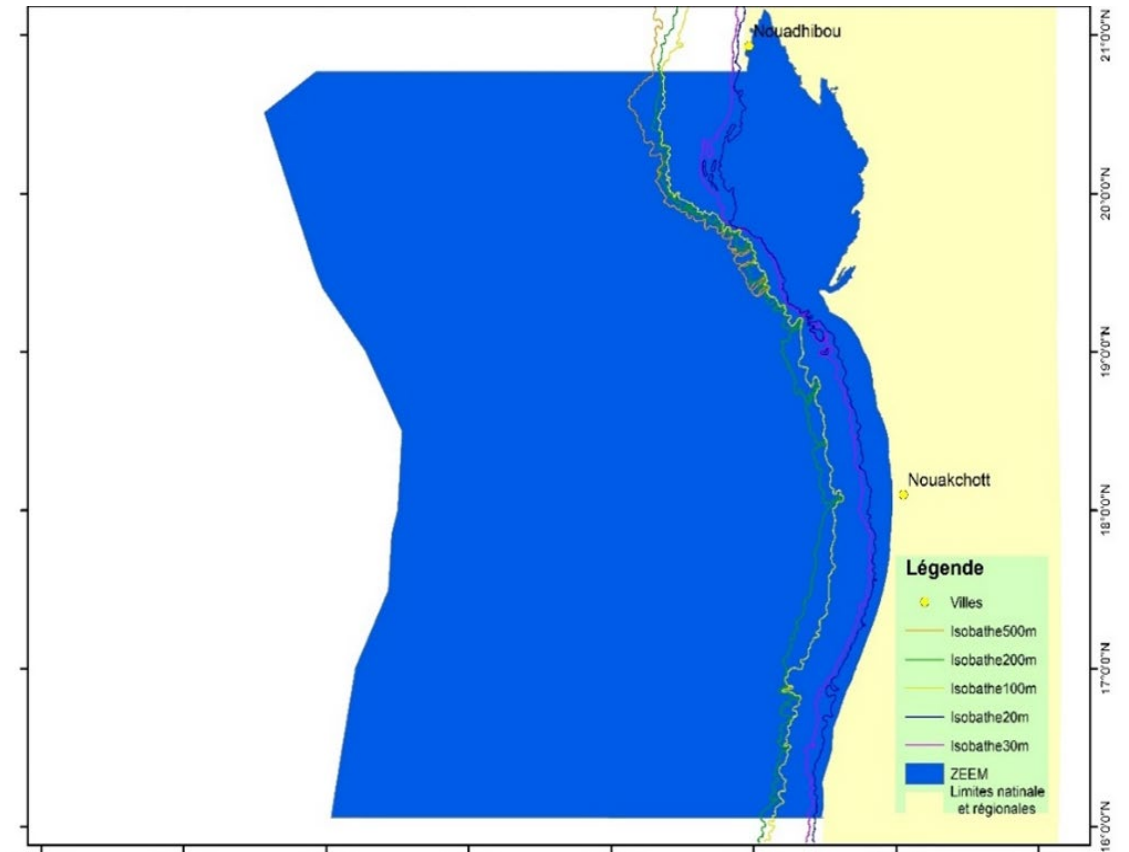 Nouadhibou
21°0'0"N
20°0'0"N
19°0'0"N
Nouakchott
18°0'0"N
Légende
Villes
Isobathe500m
Isobathe200m
17°0'0"N
Isobathe100m
Isobathe20m
Isobathe30m
ZEEM
Limites natinale
et régionales
16°0'0"N